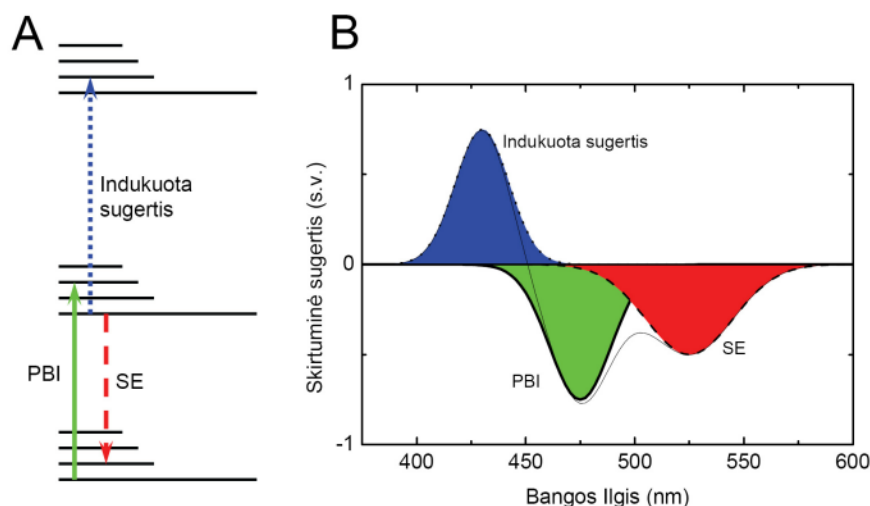 A
Indukuota
sugertis
PBI
SE
B
Skirtuminė sugertis (s.v.)
1
0
-1
Indukuota sugertis
PBI
SE
400
450
500
550
600
Bangos Ilgis (nm)